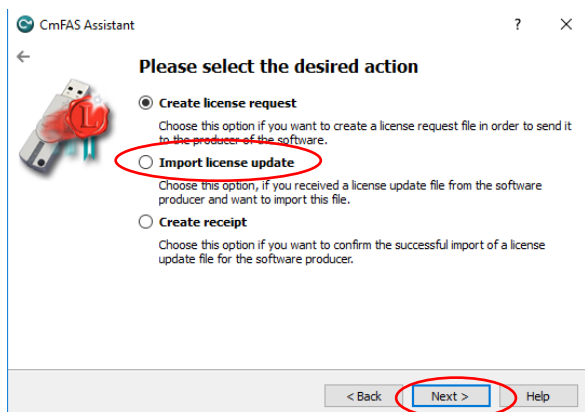 CmFAS Assistant
Please select the desired action
Create license request
Choose this option if you want to create a license request file in order to send it
to the producer of the software.
Import license update
Choose this option, if you received a license update file from the software
producer and want to import this file.
Create receipt
Choose this option if you want to confirm the successful import of a license
update file for the software producer.
< Back Next > Help